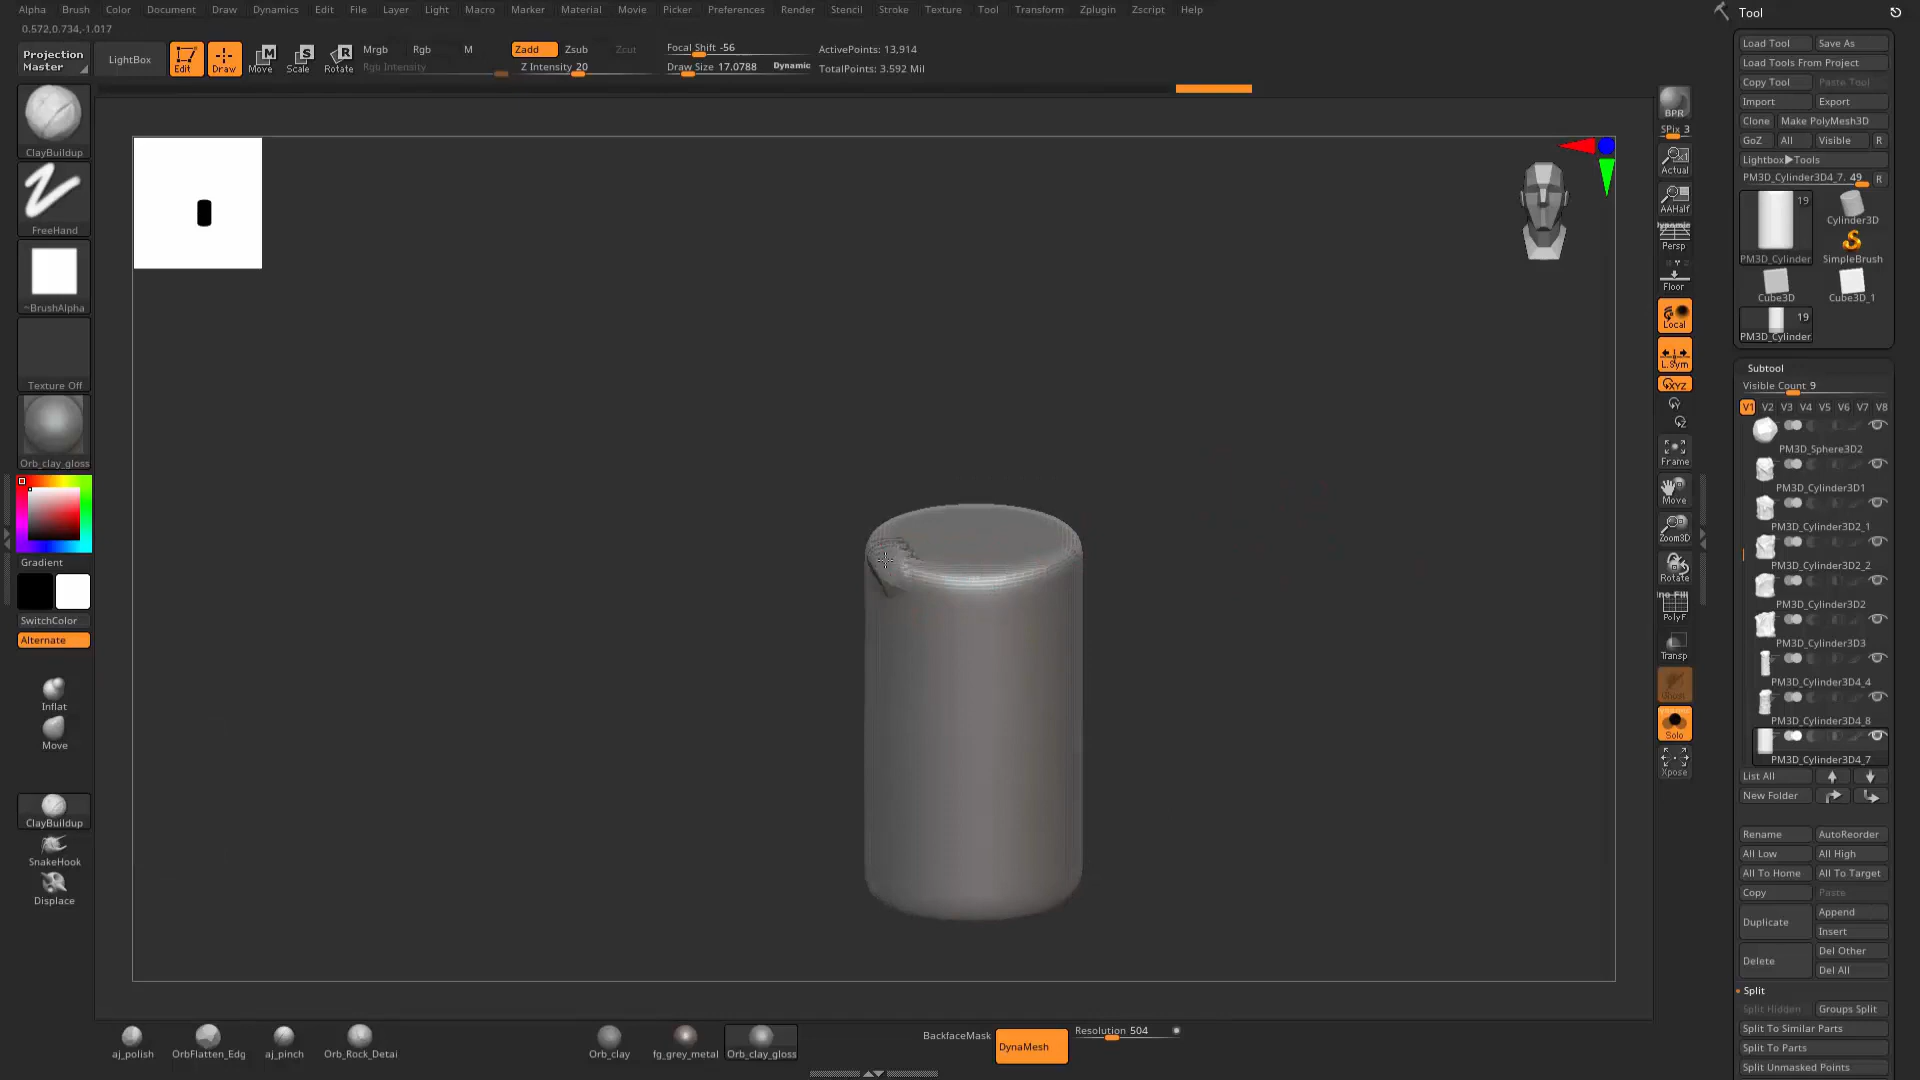 Alpha Brush Color Document Draw Dynamics Edit File Layer Light Macro Marker Material Movie Picker Preferences Render Stencil Stroke Texture Tool Transform Zplugin Zscript Help
Tool
0.572,0.734,-1.017
Projection Master
LightBox
Edit
Draw
Move
Scale
Rotate
Mrgb Rgb M
Rgb Intensity
Zadd Zsub Zcut
Z Intensity 20
Focal Shift -56
Draw Size 17.0788 Dynamic
ActivePoints: 13,914
TotalPoints: 3.592 Mil
ClayBuildup
FreeHand
~BrushAlpha
Texture Off
Orb_clay_gloss
Gradient
SwitchColor
Alternate
Inflat
Move
ClayBuildup
SnakeHook
Displace
BPR
SPix 3
Actual
AAHalf
Persp
Floor
Local
L.Sym
XYZ
Frame
Move
Zoom3D
Rotate
PolyF
Transp
Solo
Xpose
Load Tool Save As
Load Tools From Project
Copy Tool Paste Tool
Import Export
Clone Make PolyMesh3D
GoZ All Visible R
Lightbox▶Tools
PM3D_Cylinder3D4_7. 49 R
19
PM3D_Cylinder
Cylinder3D
SimpleBrush
Cube3D
Cube3D_1
19
PM3D_Cylinder
Subtool
Visible Count 9
V1 V2 V3 V4 V5 V6 V7 V8
PM3D_Sphere3D2
PM3D_Cylinder3D1
PM3D_Cylinder3D2_1
PM3D_Cylinder3D2_2
PM3D_Cylinder3D2
PM3D_Cylinder3D3
PM3D_Cylinder3D4_4
PM3D_Cylinder3D4_8
PM3D_Cylinder3D4_7
List All
New Folder
Rename AutoReorder
All Low All High
All To Home All To Target
Copy Paste
Duplicate Append
Insert
Delete Del Other
Del All
Split
Split Hidden Groups Split
Split To Similar Parts
Split To Parts
Split Unmasked Points
aj_polish
OrbFlatten_Edg
aj_pinch
Orb_Rock_Detai
Orb_clay
fg_grey_metal
Orb_clay_gloss
BackfaceMask
DynaMesh
Resolution 504